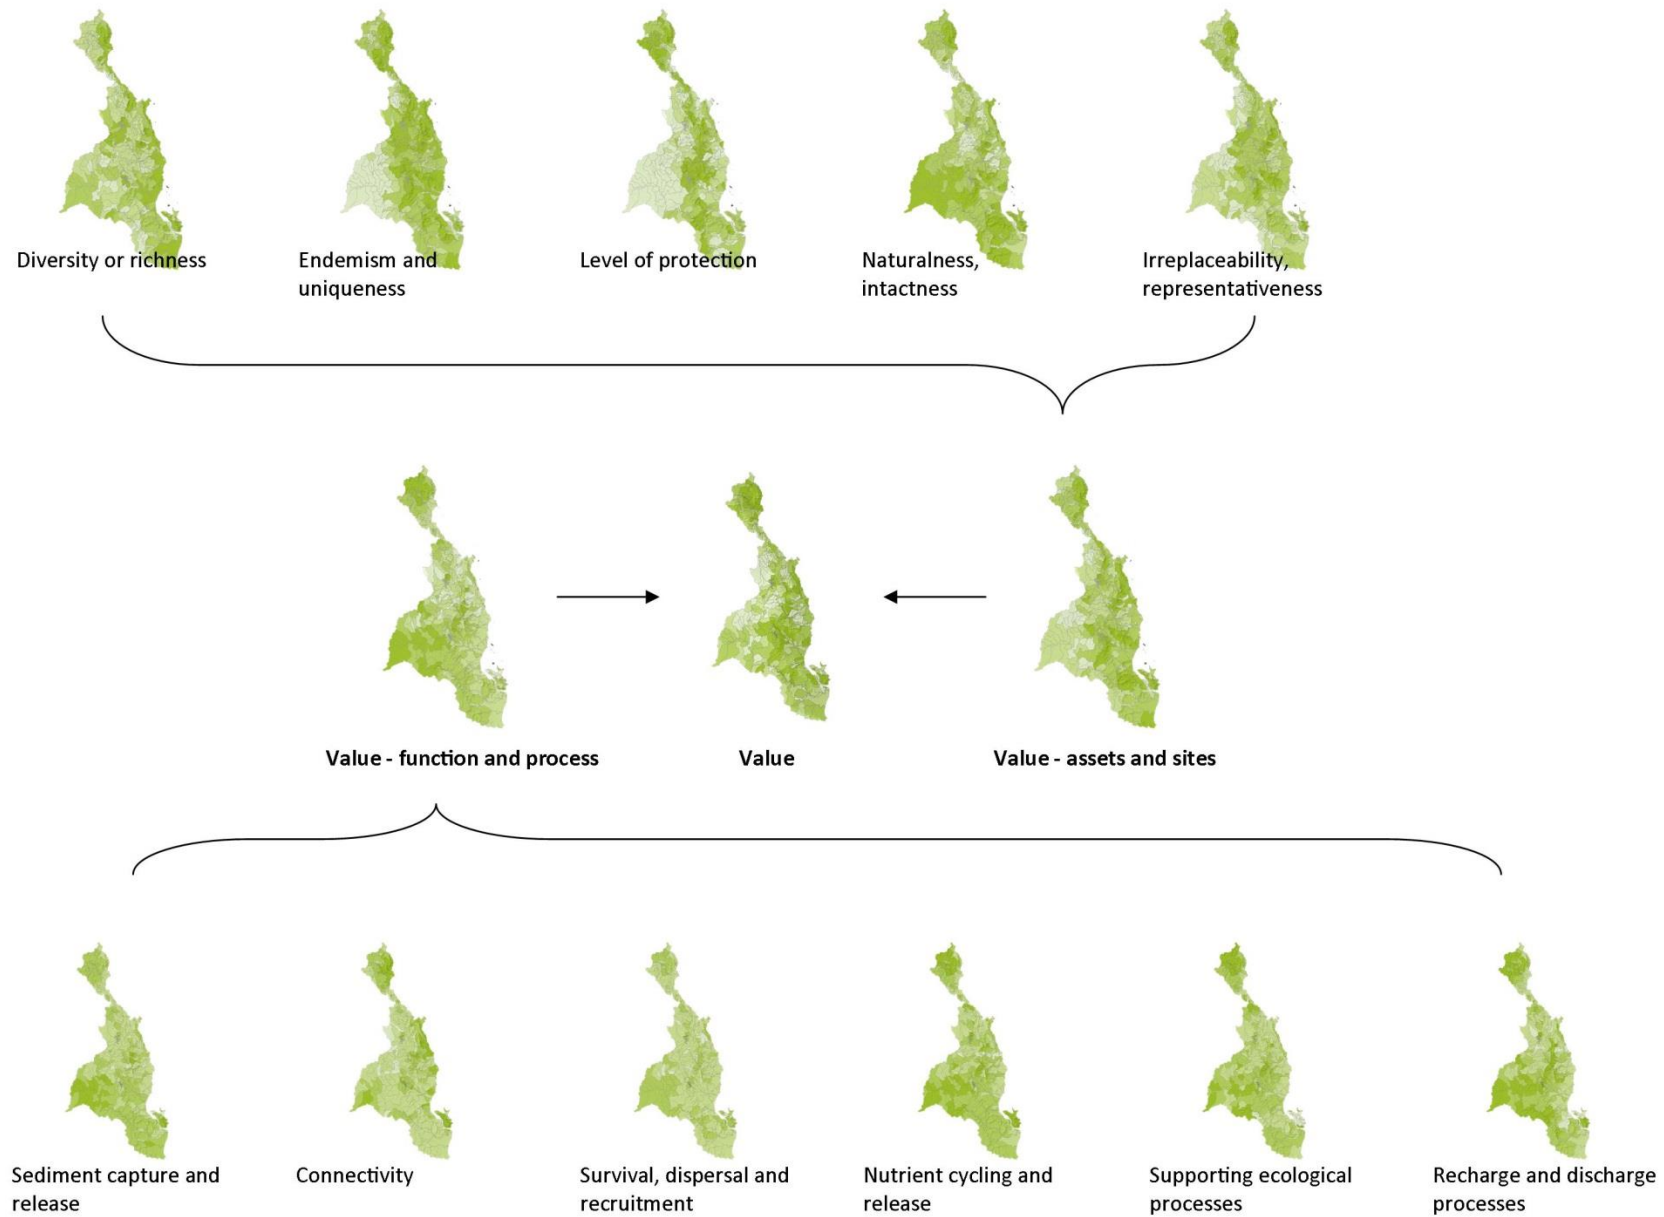 Diversity or richness
Endemism and
uniqueness
Level of protection
Naturalness,
intactness
Irreplaceability,
representativeness
Value - function and process
Value
Value - assets and sites
Sediment capture and
release
Connectivity
Survival, dispersal and
recruitment
Nutrient cycling and
release
Supporting ecological
processes
Recharge and discharge
processes